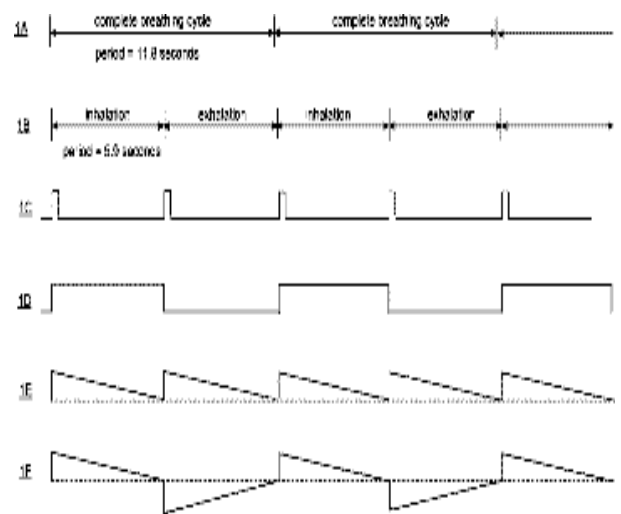 complete breathing cycle complete breathing cycle
1A
period = 11.8 seconds
inhalation exhalation inhalation exhalation
1B
period = 5.9 seconds
1C
1D
1E
1F